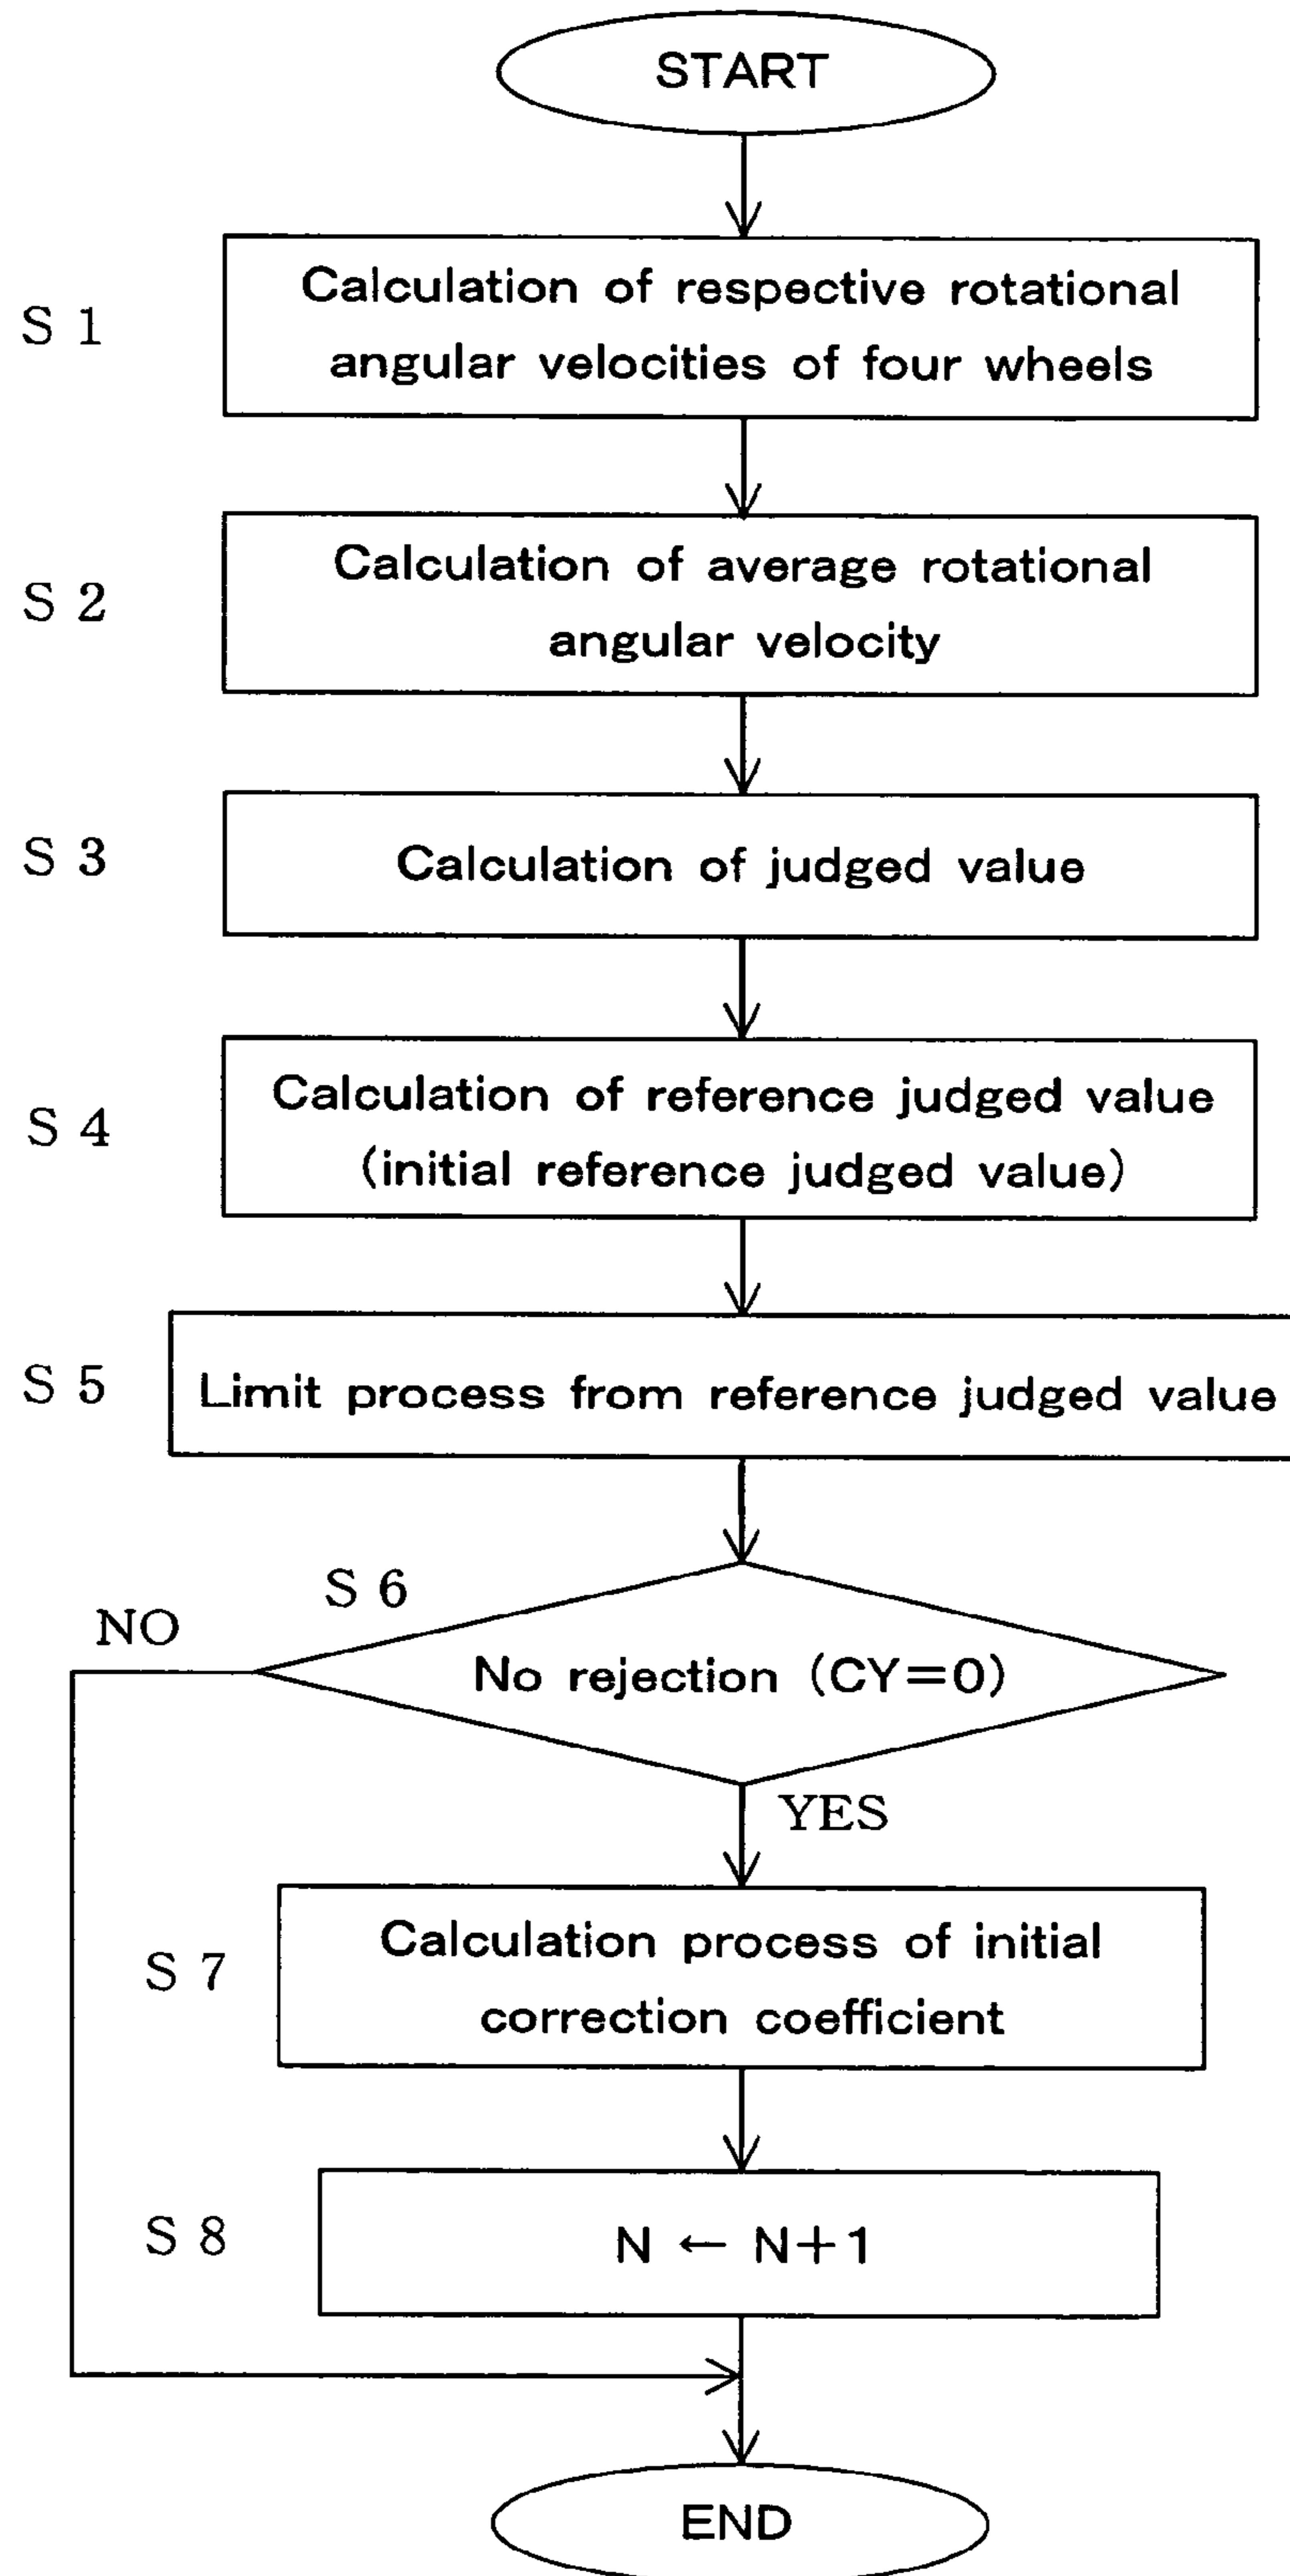 START
S 1
Calculation of respective rotational
angular velocities of four wheels
S 2
Calculation of average rotational
angular velocity
S 3
Calculation of judged value
S 4
Calculation of reference judged value
(initial reference judged value)
S 5
Limit process from reference judged value
S 6
NO
No rejection (CY=0)
YES
S 7
Calculation process of initial
correction coefficient
S 8
N ← N+1
END